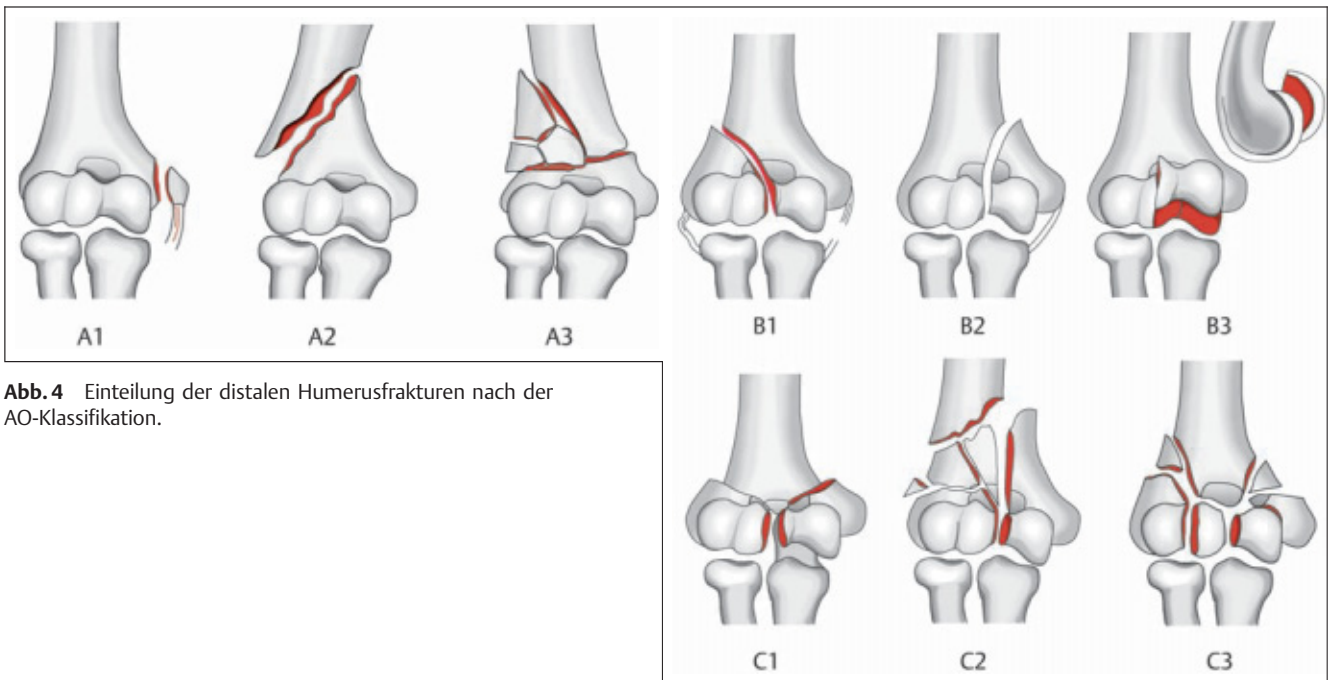 A1 A2 A3 B1 B2 B3
Abb. 4 Einteilung der distalen Humerusfrakturen nach der
AO-Klassifikation.
C1 C2 C3